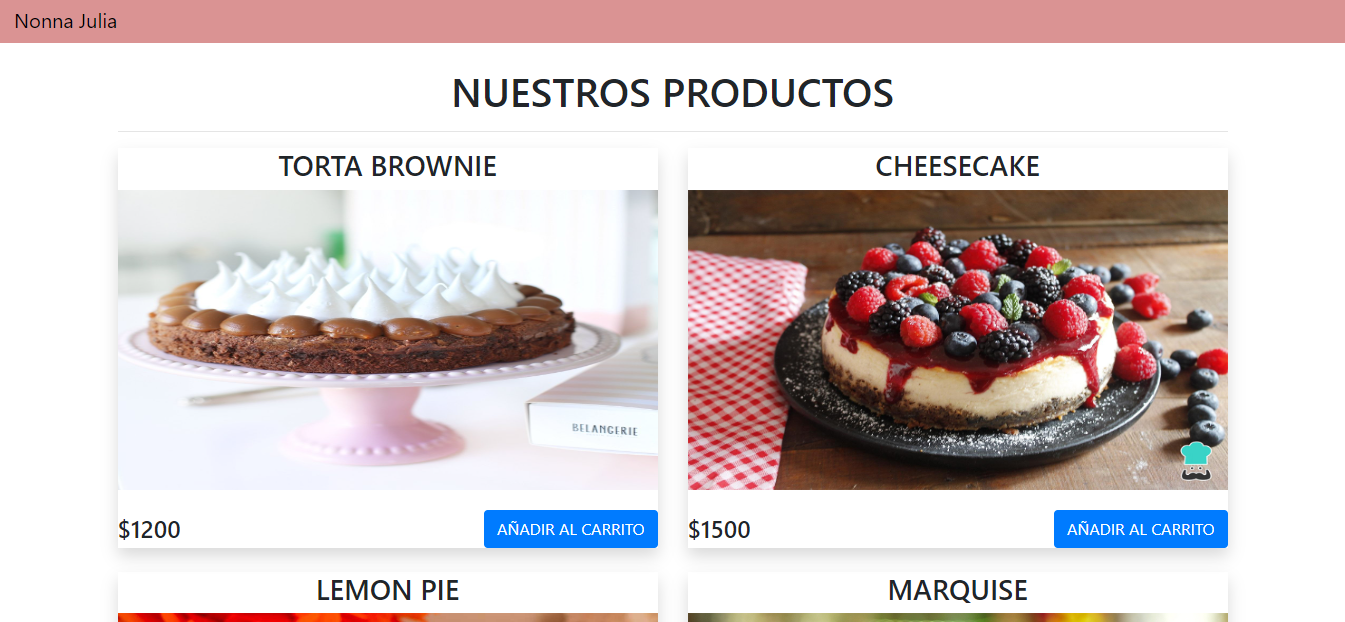 Nonna Julia
NUESTROS PRODUCTOS
TORTA BROWNIE
CHEESECAKE
BELANGERIE
$1200
AÑADIR AL CARRITO
$1500
AÑADIR AL CARRITO
LEMON PIE
MARQUISE